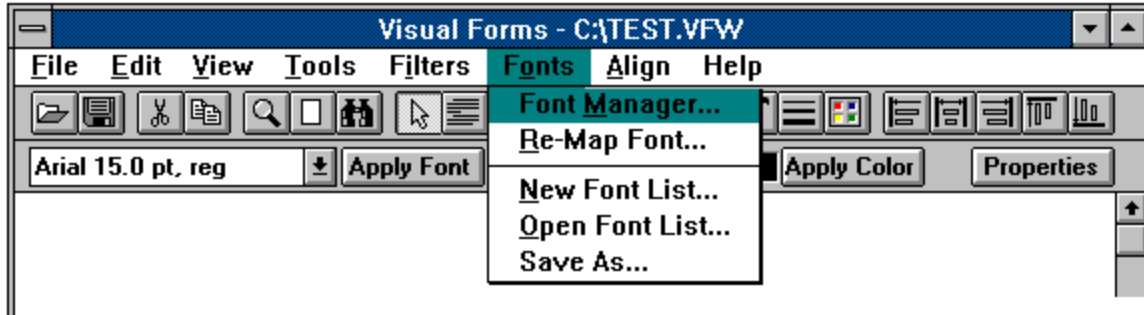 Visual Forms - C:\TEST.VFW
File Edit View Tools Filters Fonts Align Help
Font Manager...
Re-Map Font...
Arial 15.0 pt, reg Apply Font Apply Color Properties
New Font List...
Open Font List...
Save As...